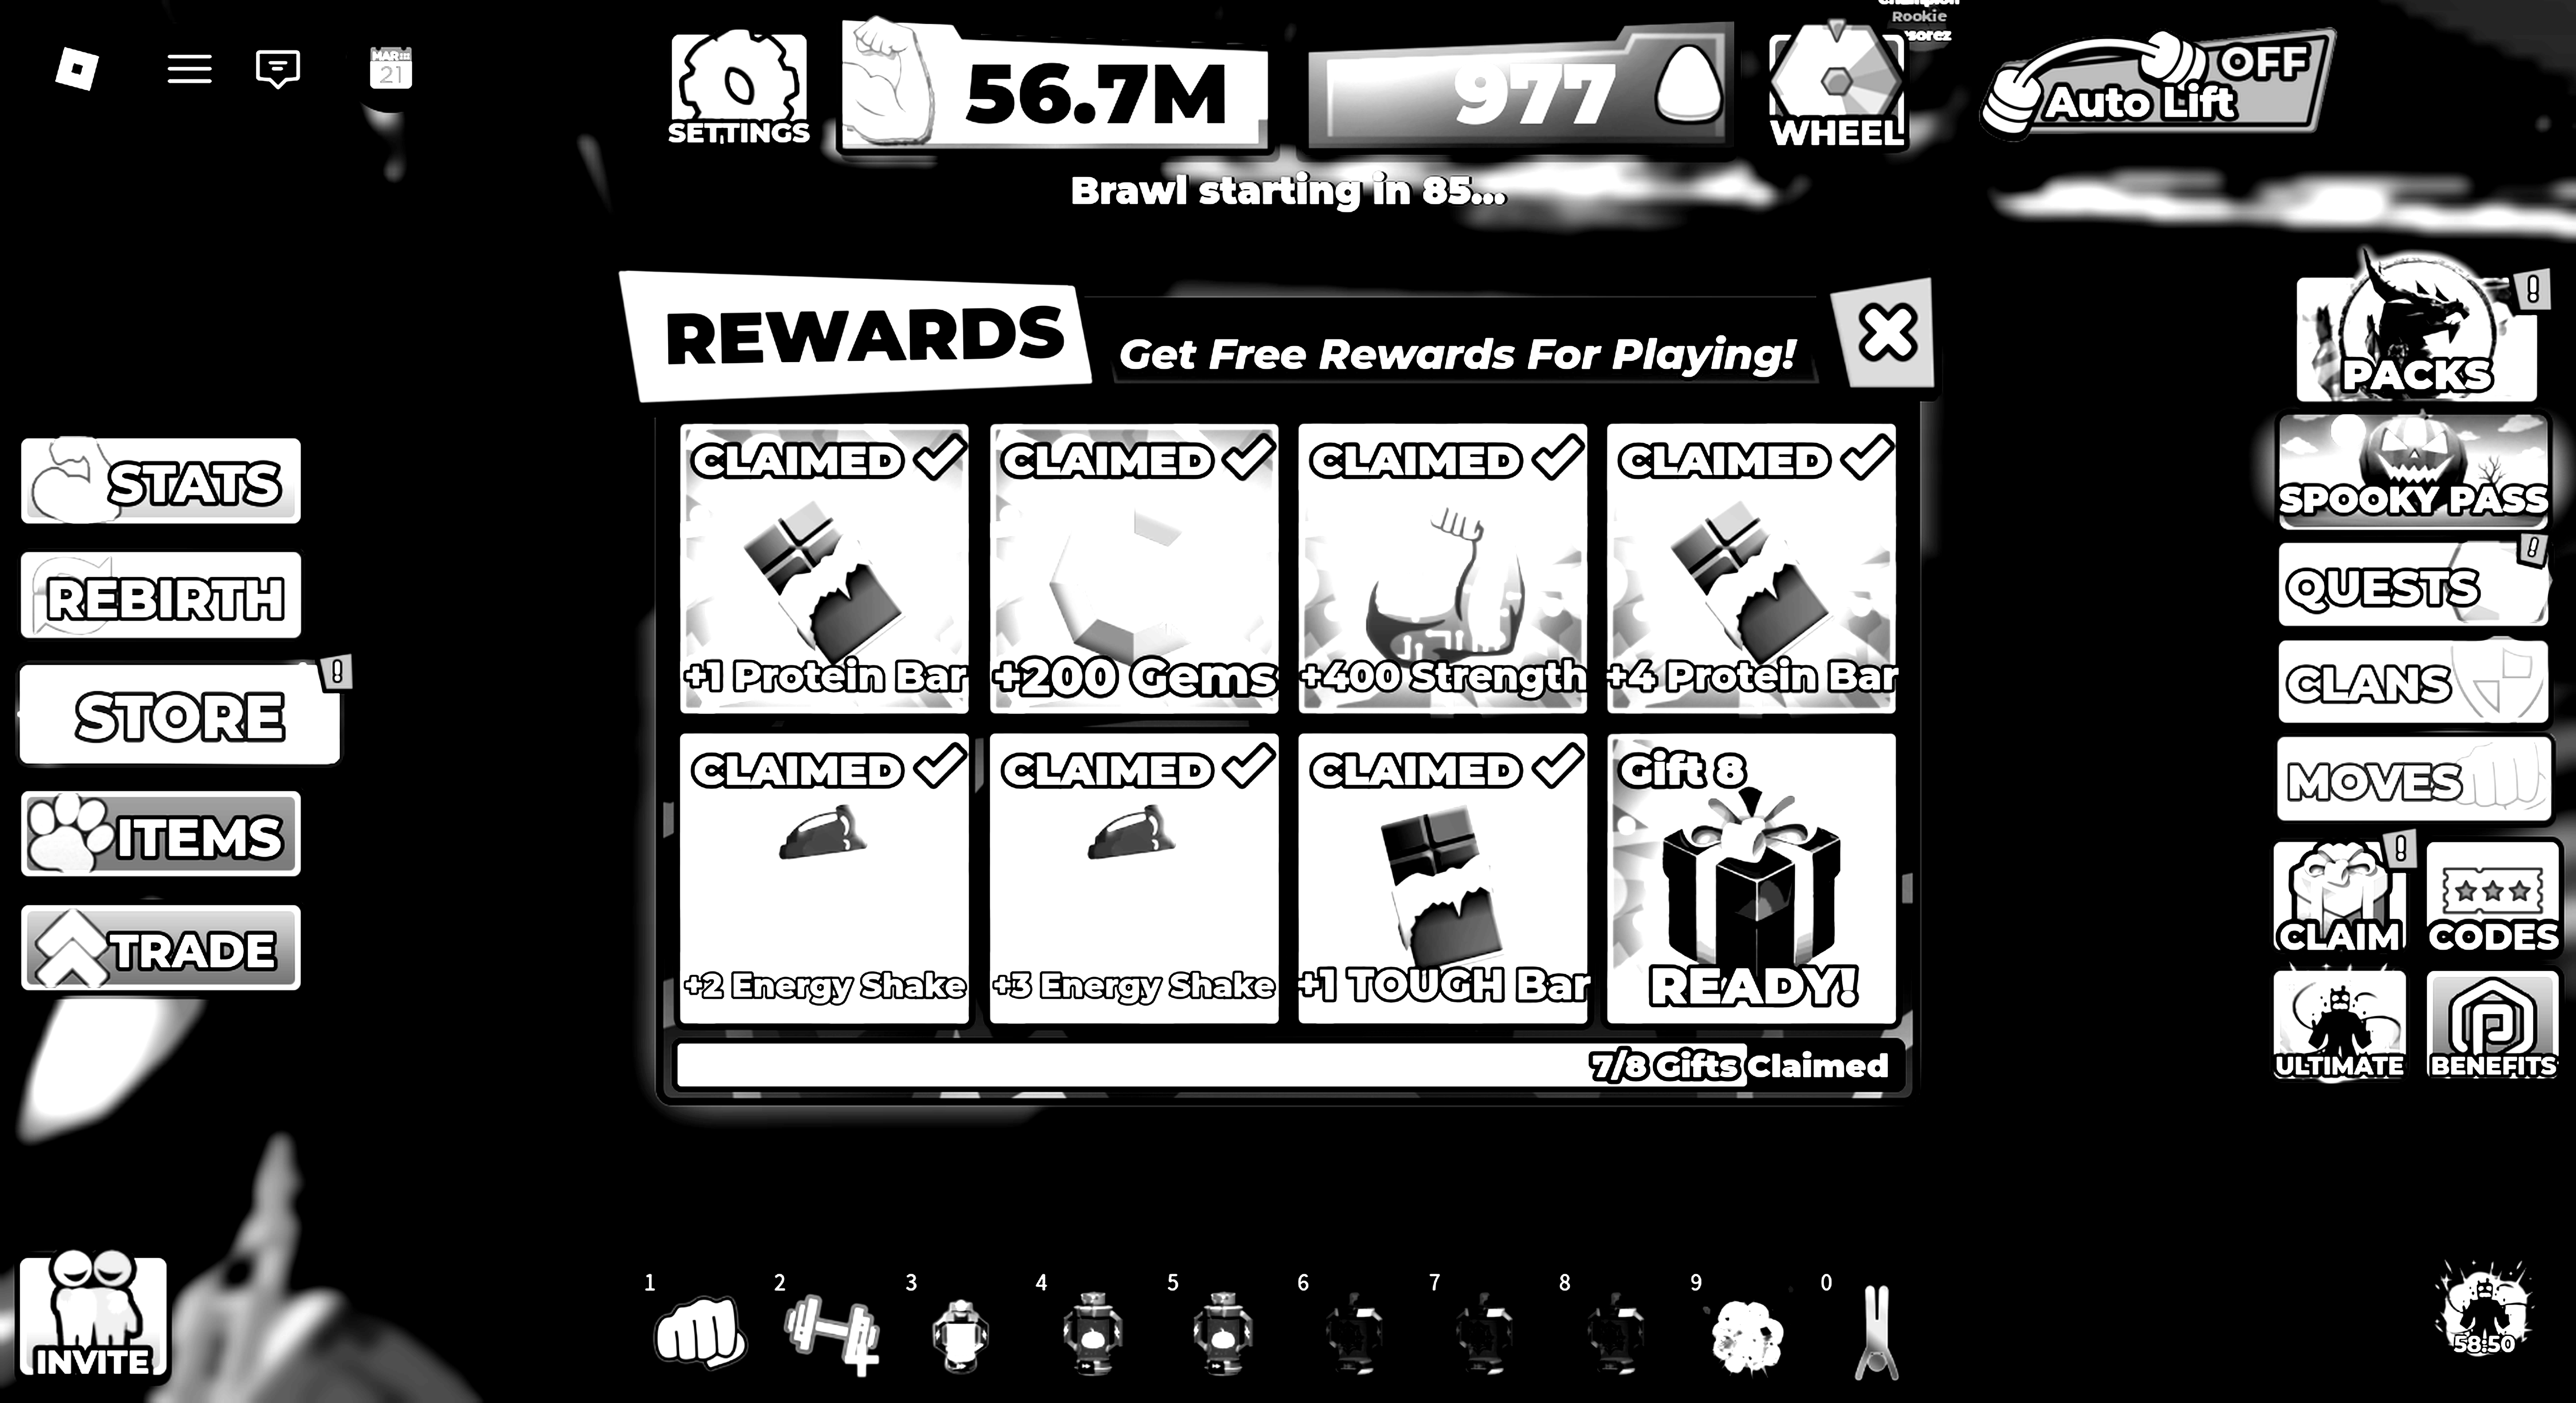 MAR
21
SETTINGS
56.7M
977
WHEEL
Rookie
OFF
Auto Lift
Brawl starting in 85...
REWARDS
Get Free Rewards For Playing!
CLAIMED
+1 Protein Bar
CLAIMED
+200 Gems
CLAIMED
+400 Strength
CLAIMED
+4 Protein Bar
CLAIMED
+2 Energy Shake
CLAIMED
+3 Energy Shake
CLAIMED
+1 TOUGH Bar
Gift 8
READY!
7/8 Gifts Claimed
STATS
REBIRTH
!
STORE
ITEMS
TRADE
INVITE
!
PACKS
SPOOKY PASS
!
QUESTS
CLANS
MOVES
!
CLAIM
CODES
ULTIMATE
BENEFITS
1 2 3 4 5 6 7 8 9 0
58:50